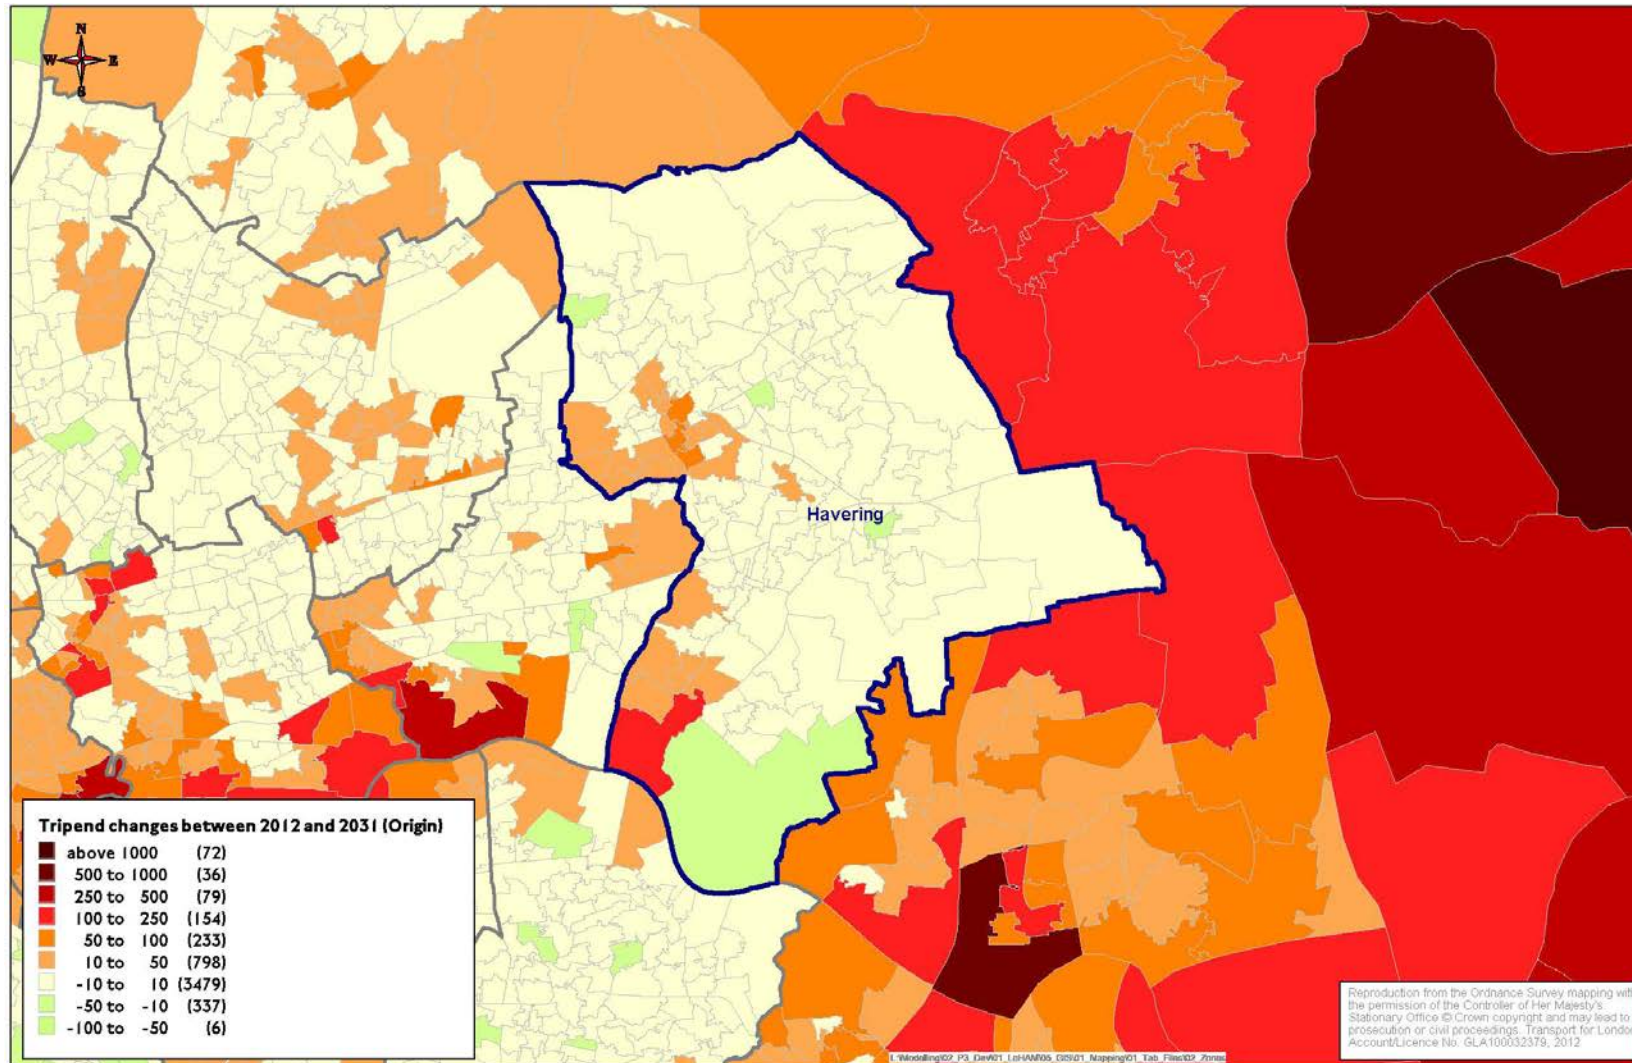 N
W E
S
Havering
Tripend changes between 2012 and 2031 (Origin)
above 1000 (72)
500 to 1000 (36)
250 to 500 (79)
100 to 250 (154)
50 to 100 (233)
10 to 50 (798)
-10 to 10 (3479)
-50 to -10 (337)
-100 to -50 (6)
Reproduction from the Ordnance Survey mapping with
the permission of the Controller of Her Majesty's
Stationary Office © Crown copyright and may lead to
prosecution or civil proceedings. Transport for London
Account/Licence No. GLA100032379, 2012